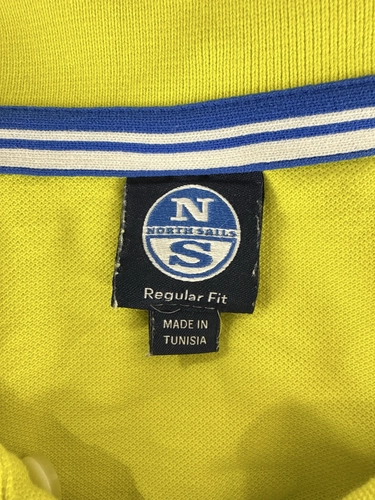 N
NORTH SAILS
S
Regular Fit
MADE IN
TUNISIA